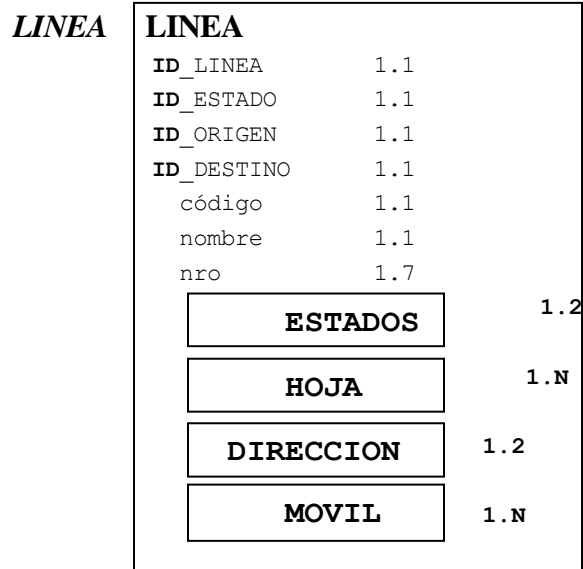 LINEA LINEA
ID_LINEA 1.1
ID_ESTADO 1.1
ID_ORIGEN 1.1
ID_DESTINO 1.1
código 1.1
nombre 1.1
nro 1.7
ESTADOS 1.2
HOJA 1.N
DIRECCION 1.2
MOVIL 1.N